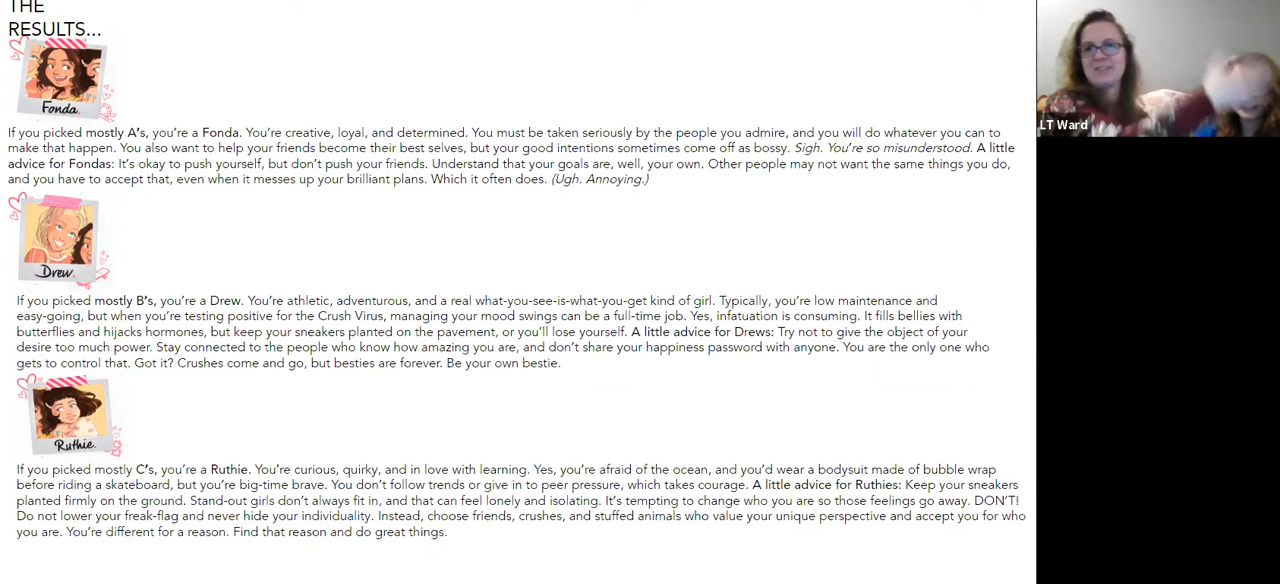 THE
RESULTS...
Fonda.
If you picked mostly A's, you're a Fonda. You're creative, loyal, and determined. You must be taken seriously by the people you admire, and you will do whatever you can to
make that happen. You also want to help your friends become their best selves, but your good intentions sometimes come off as bossy. Sigh. You're so misunderstood. A little
advice for Fondas: It's okay to push yourself, but don't push your friends. Understand that your goals are, well, your own. Other people may not want the same things you do,
and you have to accept that, even when it messes up your brilliant plans. Which it often does. (Ugh. Annoying.)
Drew.
If you picked mostly B's, you're a Drew. You're athletic, adventurous, and a real what-you-see-is-what-you-get kind of girl. Typically, you're low maintenance and
easy-going, but when you're testing positive for the Crush Virus, managing your mood swings can be a full-time job. Yes, infatuation is consuming. It fills bellies with
butterflies and hijacks hormones, but keep your sneakers planted on the pavement, or you'll lose yourself. A little advice for Drews: Try not to give the object of your
desire too much power. Stay connected to the people who know how amazing you are, and don't share your happiness password with anyone. You are the only one who
gets to control that. Got it? Crushes come and go, but besties are forever. Be your own bestie.
Ruthie.
If you picked mostly C's, you're a Ruthie. You're curious, quirky, and in love with learning. Yes, you're afraid of the ocean, and you'd wear a bodysuit made of bubble wrap
before riding a skateboard, but you're big-time brave. You don't follow trends or give in to peer pressure, which takes courage. A little advice for Ruthies: Keep your sneakers
planted firmly on the ground. Stand-out girls don't always fit in, and that can feel lonely and isolating. It's tempting to change who you are so those feelings go away. DON'T!
Do not lower your freak-flag and never hide your individuality. Instead, choose friends, crushes, and stuffed animals who value your unique perspective and accept you for who
you are. You're different for a reason. Find that reason and do great things.
LT Ward